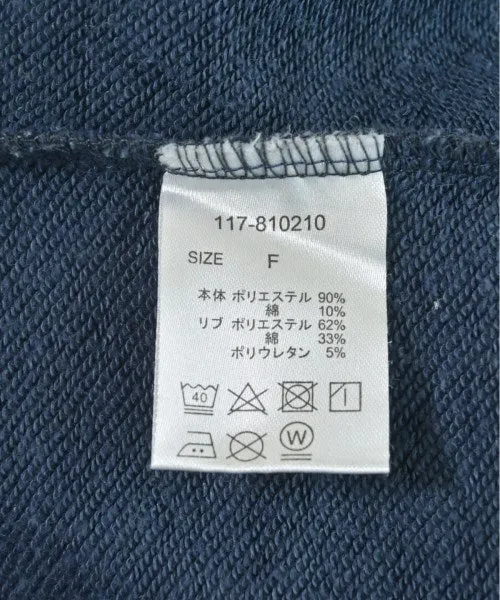 117-810210
SIZE F
本体 ポリエステル 90%
綿 10%
リブ ポリエステル 62%
綿 33%
ポリウレタン 5%
40
W